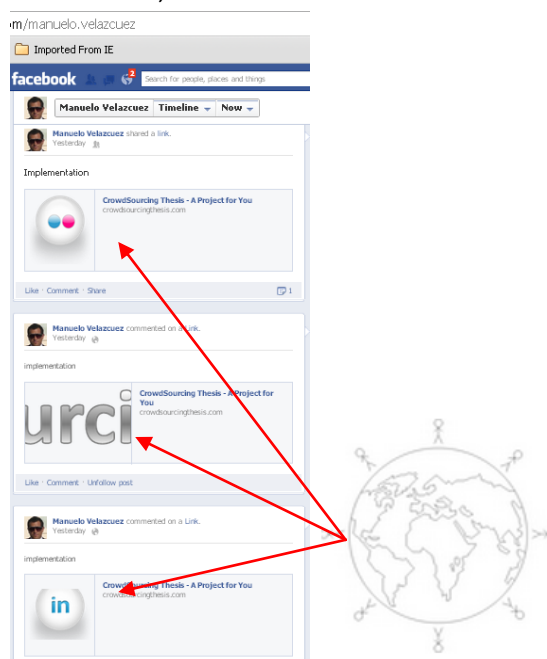 om/manuelo.velazcuez
Imported From IE
facebook 2 Search for people, places and things
Manuelo Velazcuez Timeline Now
Manuelo Velazcuez shared a link.
Yesterday
Implementation
CrowdSourcing Thesis - A Project for You
crowdsourcingthesis.com
Like · Comment · Share 1
Manuelo Velazcuez commented on a Link.
Yesterday
implementation
urci
CrowdSourcing Thesis - A Project for
You
crowdsourcingthesis.com
Like · Comment · Unfollow post
Manuelo Velazcuez commented on a Link.
Yesterday
implementation
in
CrowdSourcing Thesis - A Project for You
crowdsourcingthesis.com